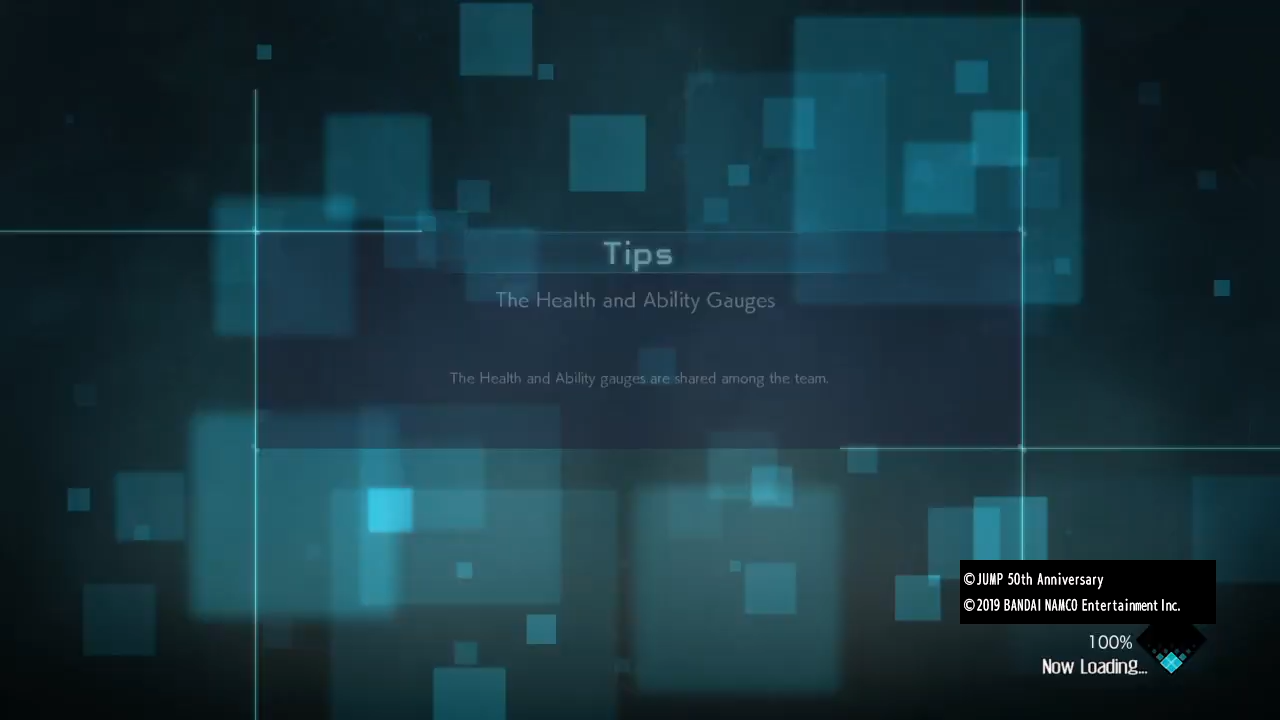 Tips
The Health and Ability Gauges
The Health and Ability gauges are shared among the team.
©JUMP 50th Anniversary
©2019 BANDAI NAMCO Entertainment Inc.
100%
Now Loading...